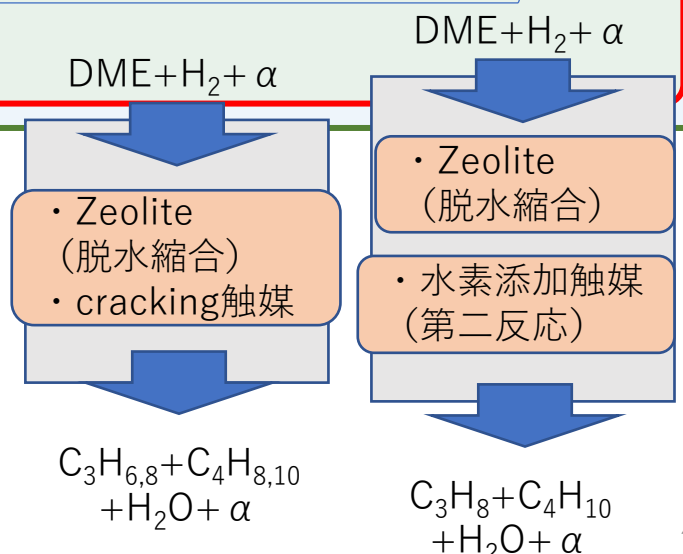 DME+H₂+α
・Zeolite
(脱水縮合)
・cracking触媒
C₃H₆,₈+C₄H₈,₁₀
+H₂O+α
DME+H₂+α
・Zeolite
(脱水縮合)
・水素添加触媒
(第二反応)
C₃H₈+C₄H₁₀
+H₂O+α